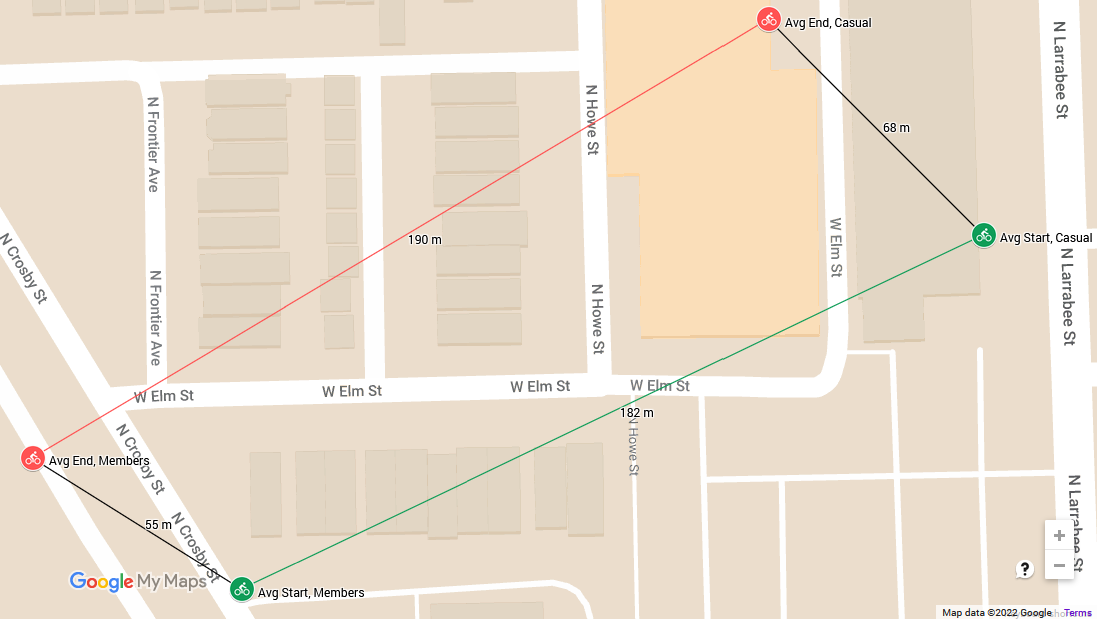 Avg End, Casual
N Larrabee St
N Frontier Ave
N Howe St
68 m
N Crosby St
190 m
W Elm St
Avg Start, Casual
N Larrabee St
N Frontier Ave
N Howe St
W Elm St
W Elm St
W Elm St
W Elm St
182 m
N Howe St
N Crosby St
Avg End, Members
N Larrabee St
55 m
N Crosby St
+
−
?
Google My Maps
Avg Start, Members
Map data ©2022 Google
Terms